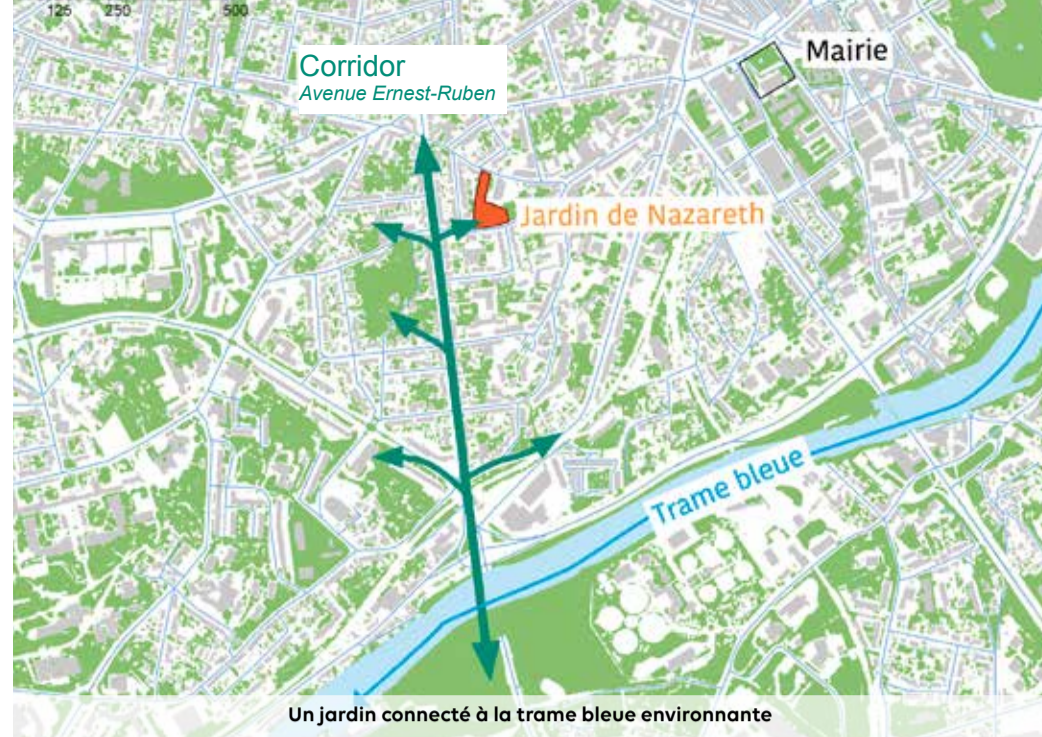 125 250 500
Corridor
Avenue Ernest-Ruben
Mairie
Jardin de Nazareth
Trame bleue
Un jardin connecté à la trame bleue environnante